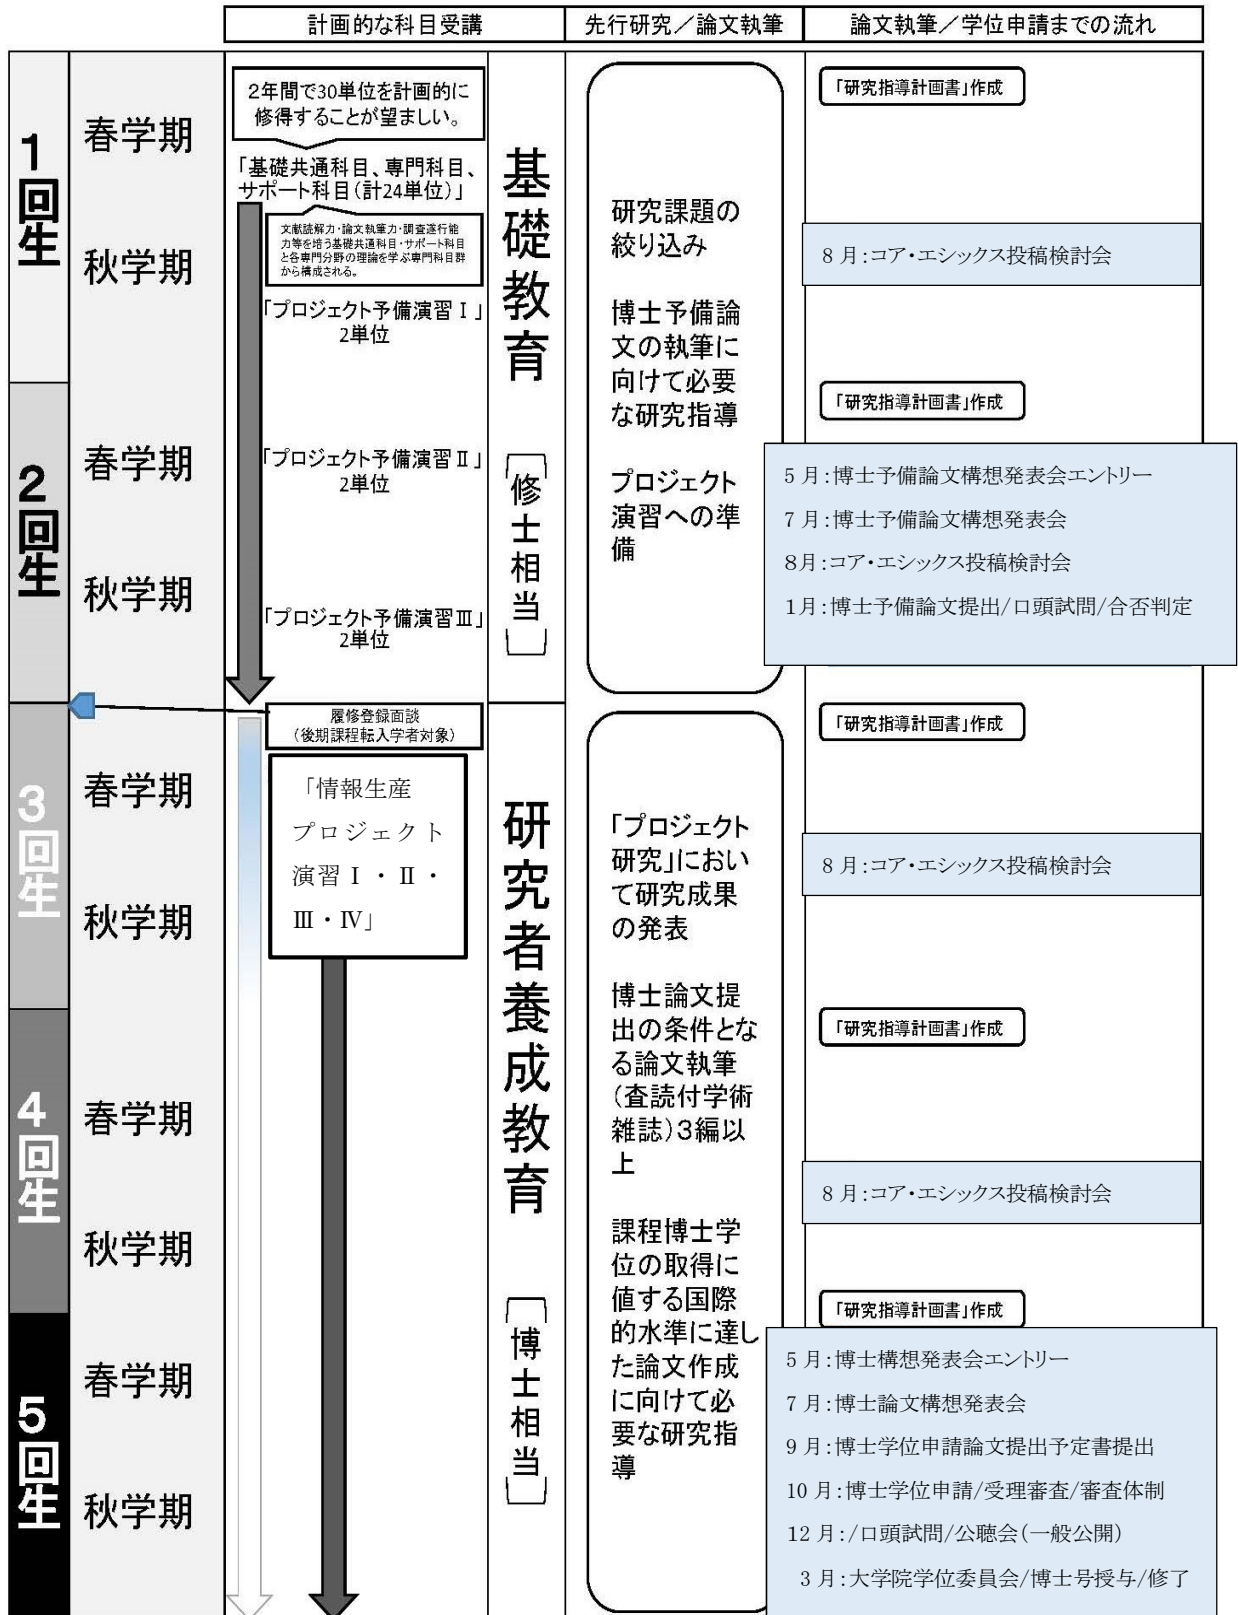 計画的な科目受講
先行研究／論文執筆
論文執筆／学位申請までの流れ
1回生
春学期
秋学期
2回生
春学期
秋学期
3回生
春学期
秋学期
4回生
春学期
秋学期
5回生
春学期
秋学期
2年間で30単位を計画的に
修得することが望ましい。
「基礎共通科目、専門科目、
サポート科目(計24単位)」
文献読解力・論文執筆力・調査遂行能
力等を培う基礎共通科目・サポート科目
と各専門分野の理論を学ぶ専門科目群
から構成される。
「プロジェクト予備演習Ⅰ」
2単位
「プロジェクト予備演習Ⅱ」
2単位
「プロジェクト予備演習Ⅲ」
2単位
履修登録面談
（後期課程転入学者対象）
「情報生産
プロジェクト
演習Ⅰ・Ⅱ・
Ⅲ・Ⅳ」
基礎教育
［修士相当］
研究者養成教育
［博士相当］
研究課題の
絞り込み
博士予備論
文の執筆に
向けて必要
な研究指導
プロジェクト
演習への準
備
「プロジェクト
研究」におい
て研究成果
の発表
博士論文提
出の条件とな
る論文執筆
(査読付学術
雑誌)3編以
上
課程博士学
位の取得に
値する国際
的水準に達し
た論文作成
に向けて必
要な研究指
導
「研究指導計画書」作成
8月：コア・エシックス投稿検討会
「研究指導計画書」作成
5月：博士予備論文構想発表会エントリー
7月：博士予備論文構想発表会
8月：コア・エシックス投稿検討会
1月：博士予備論文提出/口頭試問/合否判定
「研究指導計画書」作成
8月：コア・エシックス投稿検討会
「研究指導計画書」作成
8月：コア・エシックス投稿検討会
「研究指導計画書」作成
5月：博士構想発表会エントリー
7月：博士論文構想発表会
9月：博士学位申請論文提出予定書提出
10月：博士学位申請/受理審査/審査体制
12月：/口頭試問/公聴会（一般公開）
3月：大学院学位委員会/博士号授与/修了